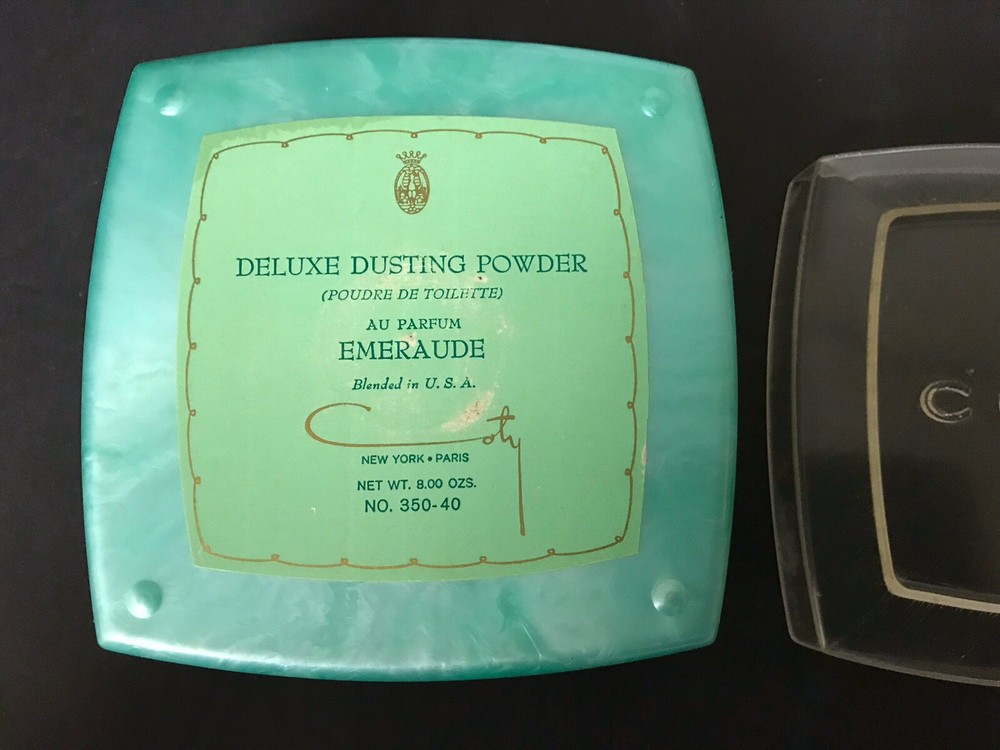 DELUXE DUSTING POWDER
(POUDRE DE TOILETTE)
AU PARFUM
EMERAUDE
Blended in U. S. A.
Coty
NEW YORK • PARIS
NET WT. 8.00 OZS.
NO. 350-40
C